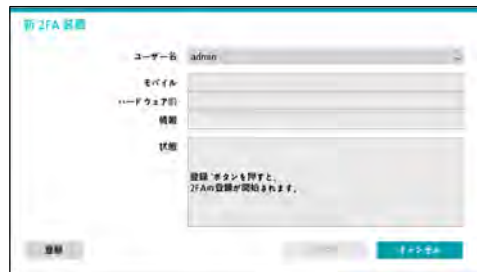 新 2FA 装置
ユーザー名 admin
モバイル
ハードウェアID
情報
状態
登録 ボタンを押すと、
2FAの登録が開始されます。
登録 キャンセル